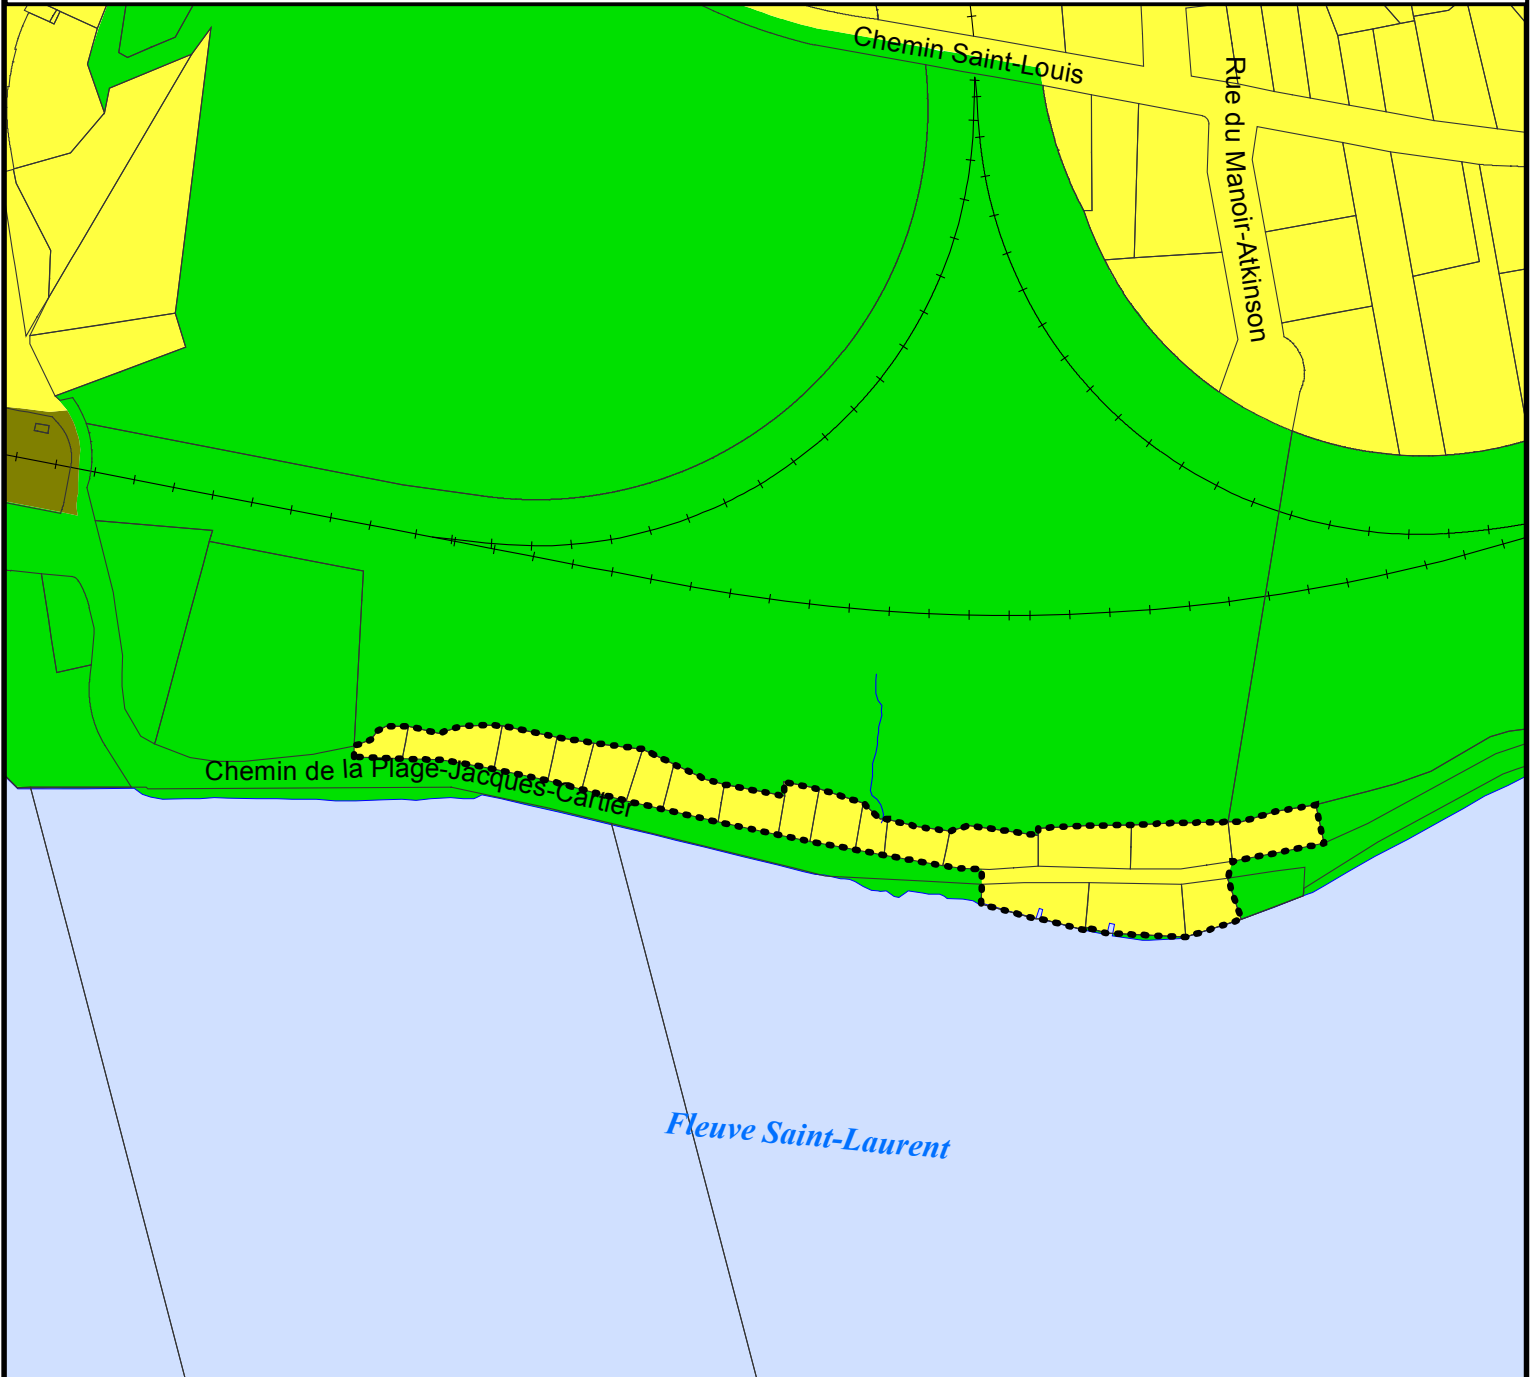 Chemin Saint-Louis
Rue du Manoir-Atkinson
Chemin de la Plage-Jacques-Cartier
Fleuve Saint-Laurent